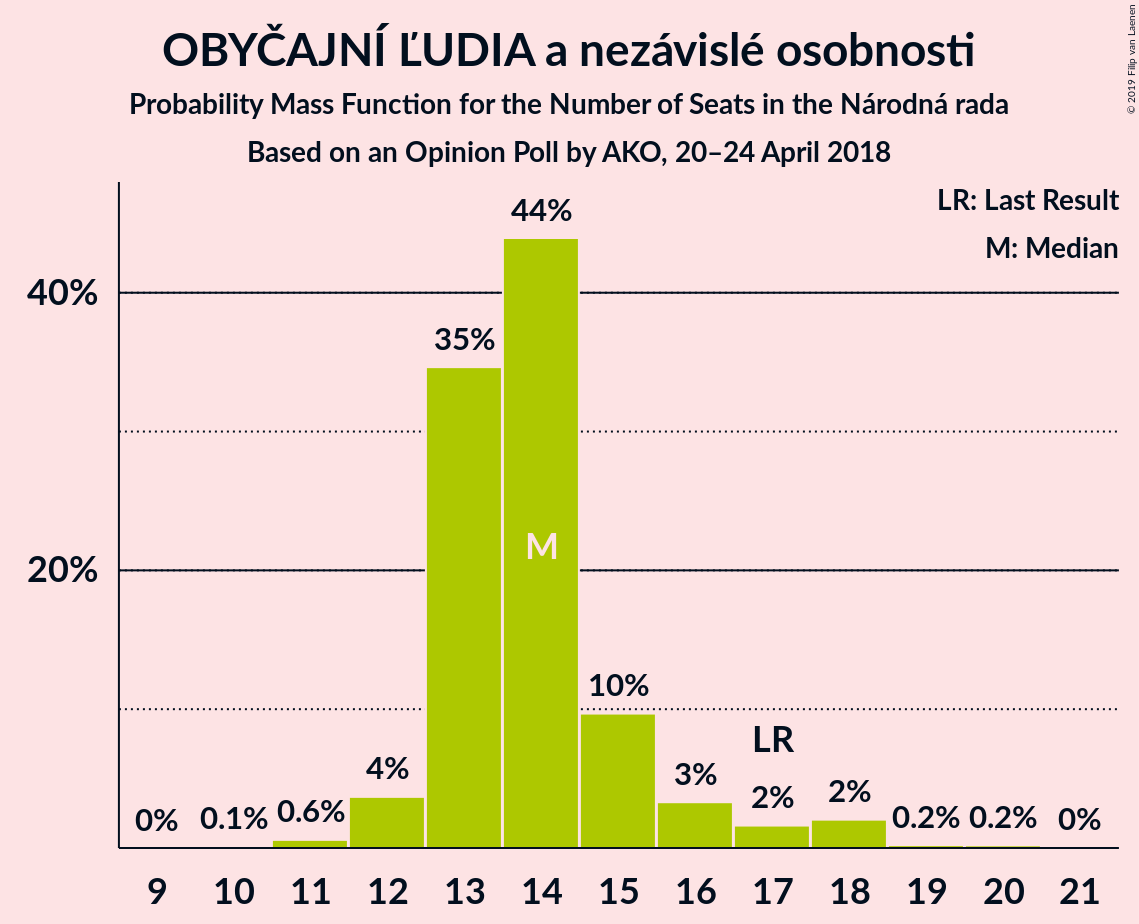 OBYČAJNÍ ĽUDIA a nezávislé osobnosti
Probability Mass Function for the Number of Seats in the Národná rada
Based on an Opinion Poll by AKO, 20–24 April 2018
© 2019 Filip van Laenen
LR: Last Result
M: Median
44%
40%
35%
M
20%
10%
LR
4%
3%
2%
2%
0%
0.1%
0.6%
0.2%
0.2%
0%
9 10 11 12 13 14 15 16 17 18 19 20 21